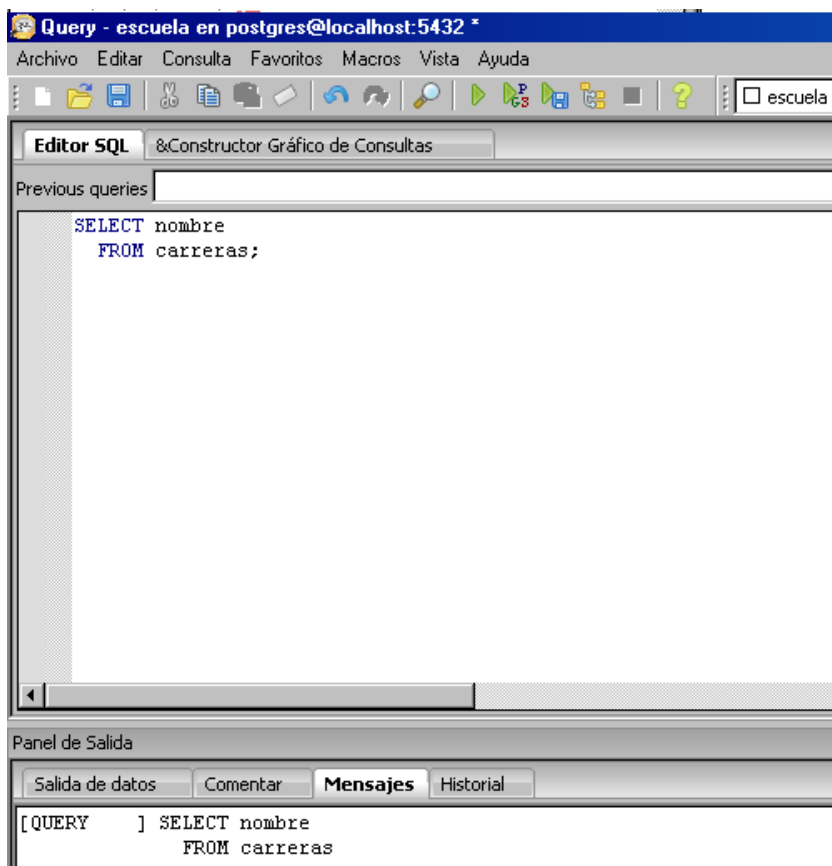 Query - escuela en postgres@localhost:5432 *
Archivo Editar Consulta Favoritos Macros Vista Ayuda
escuela
Editor SQL &Constructor Gráfico de Consultas
Previous queries
SELECT nombre
FROM carreras;
Panel de Salida
Salida de datos Comentar Mensajes Historial
[QUERY ] SELECT nombre
FROM carreras